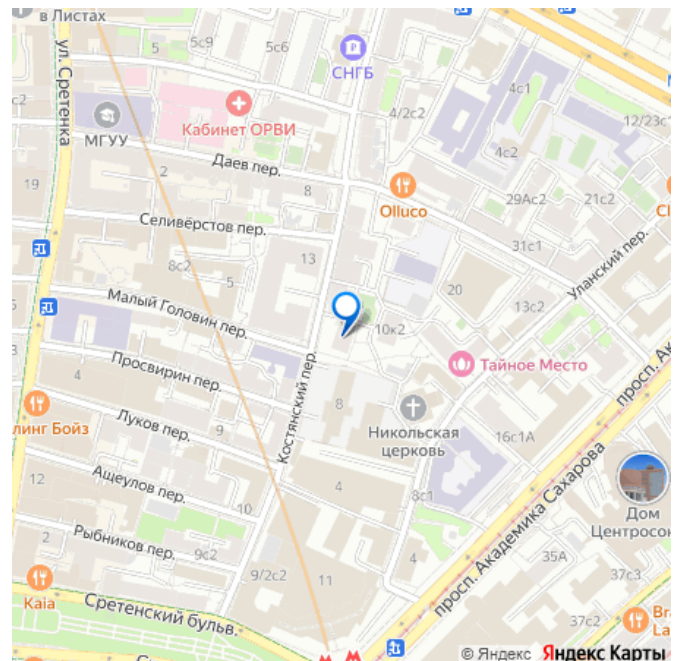 в Листах
ул. Сретенка
5
5с9
5с6
СНГБ
4/2с2
4с1
12/23с1
МГУУ
Кабинет ОРВИ
4с2
Даев пер.
2
8
Olluco
29Ас2
21с2
19
Селивёрстов пер.
31с1
Уланский пер.
8с2
5
13
20
13с2
Малый Головин пер.
10к2
Тайное Место
Просвирин пер.
4
Костянский пер.
8
Никольская
церковь
просп. Академика Сахарова
линг Бойз
Луков пер.
9
16с1А
12
Ащеулов пер.
10
4
8с1
Дом
Центросою
2
Рыбников пер.
9с2
9/2с2
11
4
35А
37с3
Kaia
Сретенский бульв.
37с2
© Яндекс Яндекс Карты